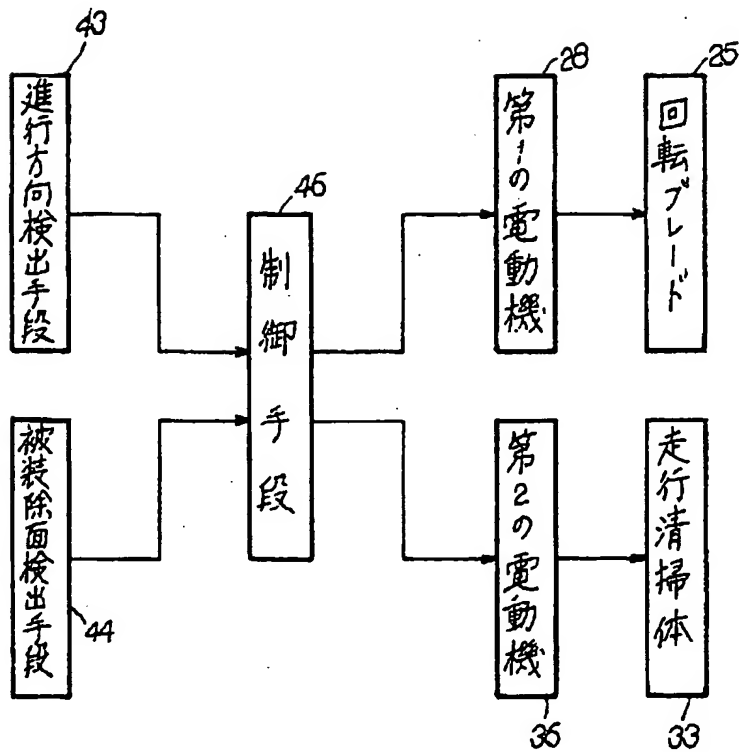 43
進行方向検出手段
被装除面検出手段
44
45
制御手段
28
第1の電動機
25
回転ブレード
第2の電動機
35
走行清掃体
33